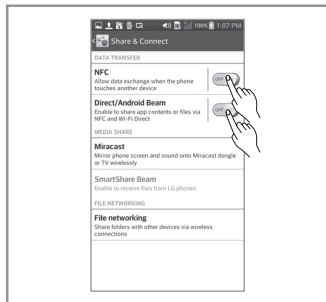 100% 1:07 PM
Share & Connect
DATA TRANSFER
NFC
Allow data exchange when the phone
touches another device
OFF
Direct/Android Beam
Enable to share app contents or files via
NFC and Wi-Fi Direct
OFF
MEDIA SHARE
Miracast
Mirror phone screen and sound onto Miracast dongle
or TV wirelessly
SmartShare Beam
Enable to receive files from LG phones
FILE NETWORKING
File networking
Share folders with other devices via wireless
connections